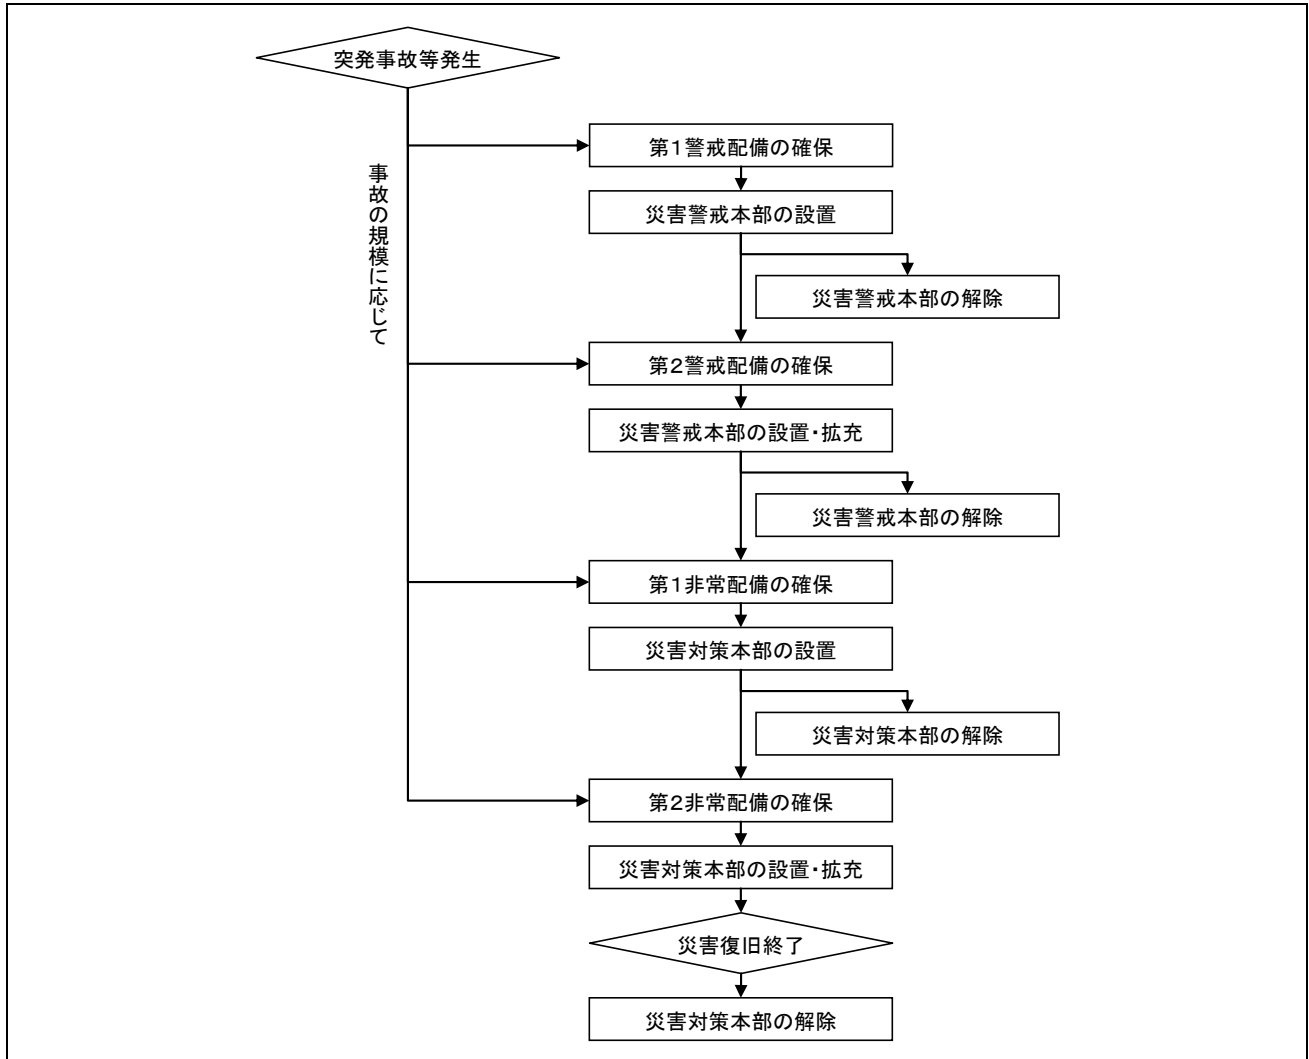 突発事故等発生
事故の規模に応じて
第1警戒配備の確保
災害警戒本部の設置
災害警戒本部の解除
第2警戒配備の確保
災害警戒本部の設置・拡充
災害警戒本部の解除
第1非常配備の確保
災害対策本部の設置
災害対策本部の解除
第2非常配備の確保
災害対策本部の設置・拡充
災害復旧終了
災害対策本部の解除